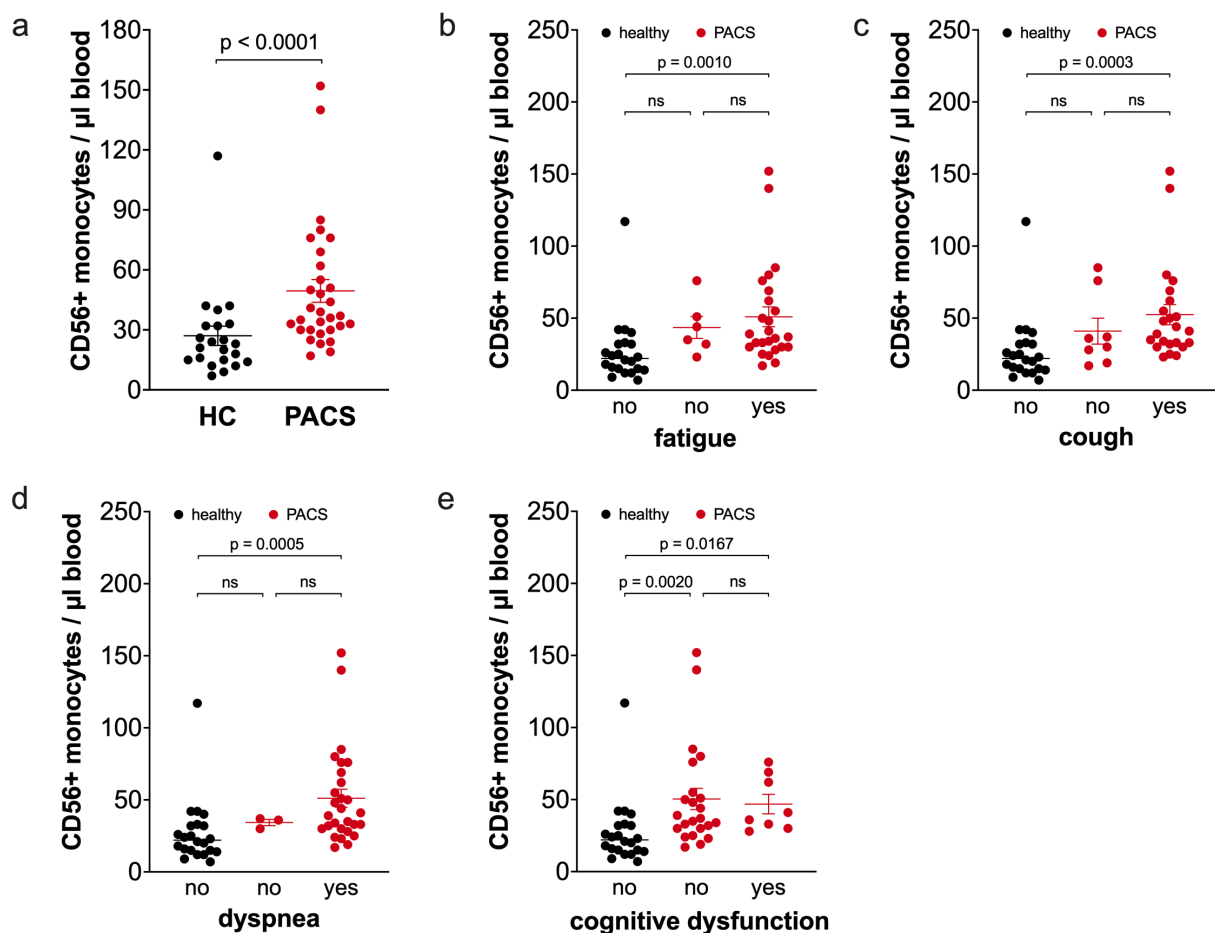 a
CD56+ monocytes / µl blood
180
150
120
90
60
30
0
p < 0.0001
HC PACS
b
CD56+ monocytes / µl blood
250
200
150
100
50
0
healthy PACS
p = 0.0010
ns ns
no no yes
fatigue
c
CD56+ monocytes / µl blood
250
200
150
100
50
0
healthy PACS
p = 0.0003
ns ns
no no yes
cough
d
CD56+ monocytes / µl blood
250
200
150
100
50
0
healthy PACS
p = 0.0005
ns ns
no no yes
dyspnea
e
CD56+ monocytes / µl blood
250
200
150
100
50
0
healthy PACS
p = 0.0167
p = 0.0020 ns
no no yes
cognitive dysfunction